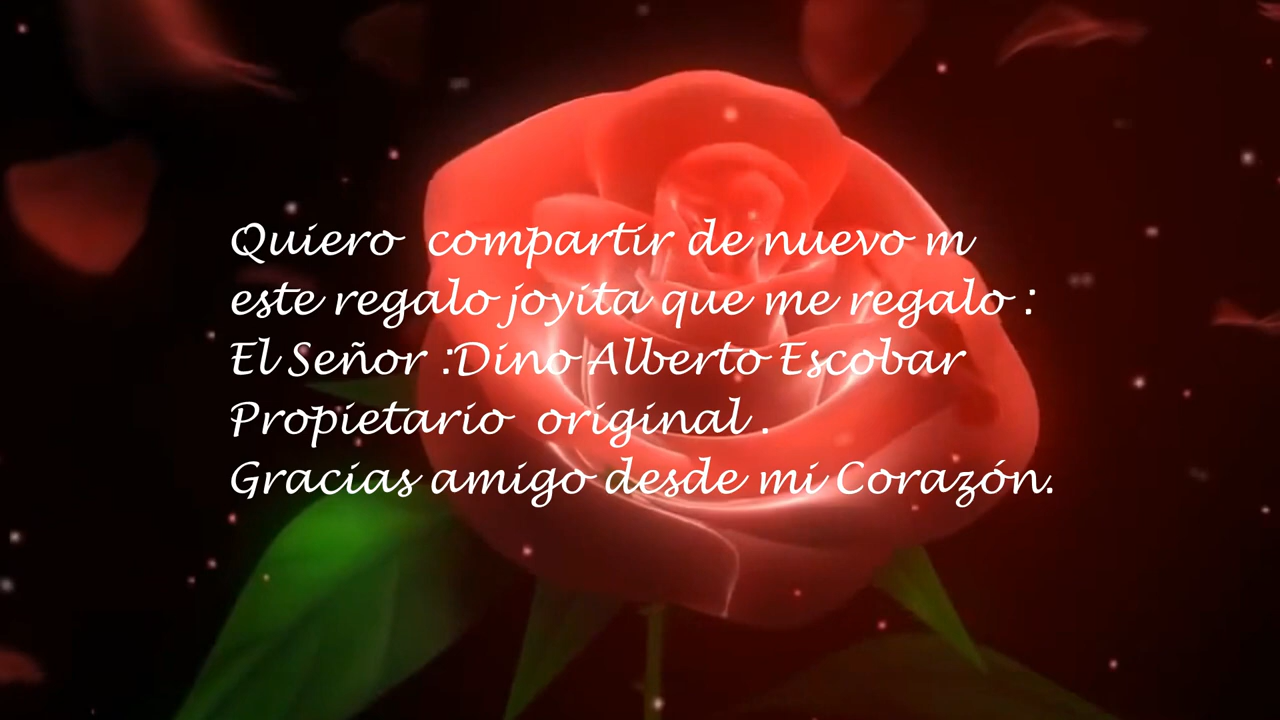 Quiero  compartir de nuevo m
este regalo joyita que me regalo :
El Señor :Dino Alberto Escobar
Propietario  original .
Gracias amigo desde mi Corazón.